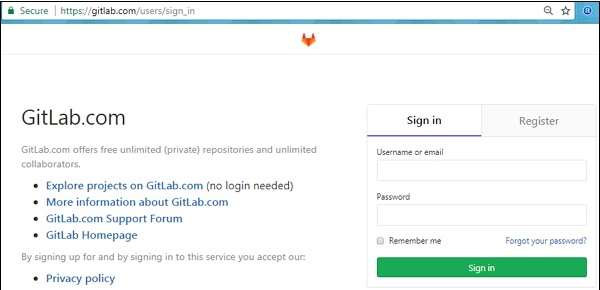 Secure https://gitlab.com/users/sign_in
GitLab.com
GitLab.com offers free unlimited (private) repositories and unlimited
collaborators.
Explore projects on GitLab.com (no login needed)
More information about GitLab.com
GitLab.com Support Forum
GitLab Homepage
By signing up for and by signing in to this service you accept our:
Privacy policy
Sign in Register
Username or email
Password
Remember me Forgot your password?
Sign in